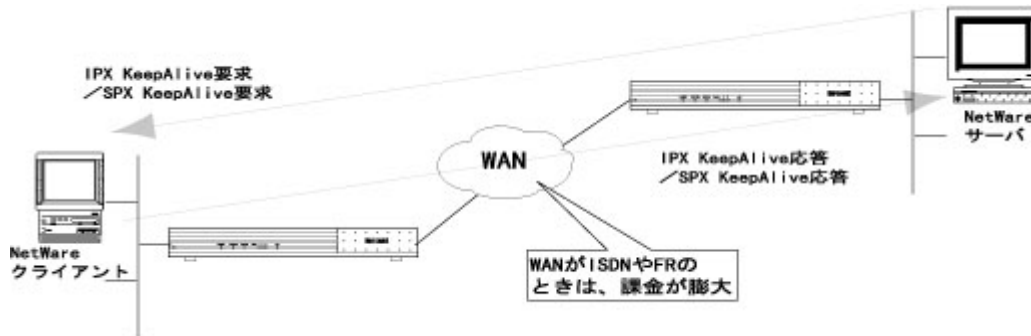 IPX KeepAlive要求
／SPX KeepAlive要求
NetWare
サーバ
WAN
IPX KeepAlive応答
／SPX KeepAlive応答
NetWare
クライアント
WANがISDNやFRの
ときは、課金が膨大